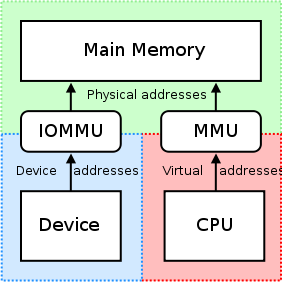 Main Memory
Physical addresses
IOMMU MMU
Device addresses Virtual addresses
Device CPU